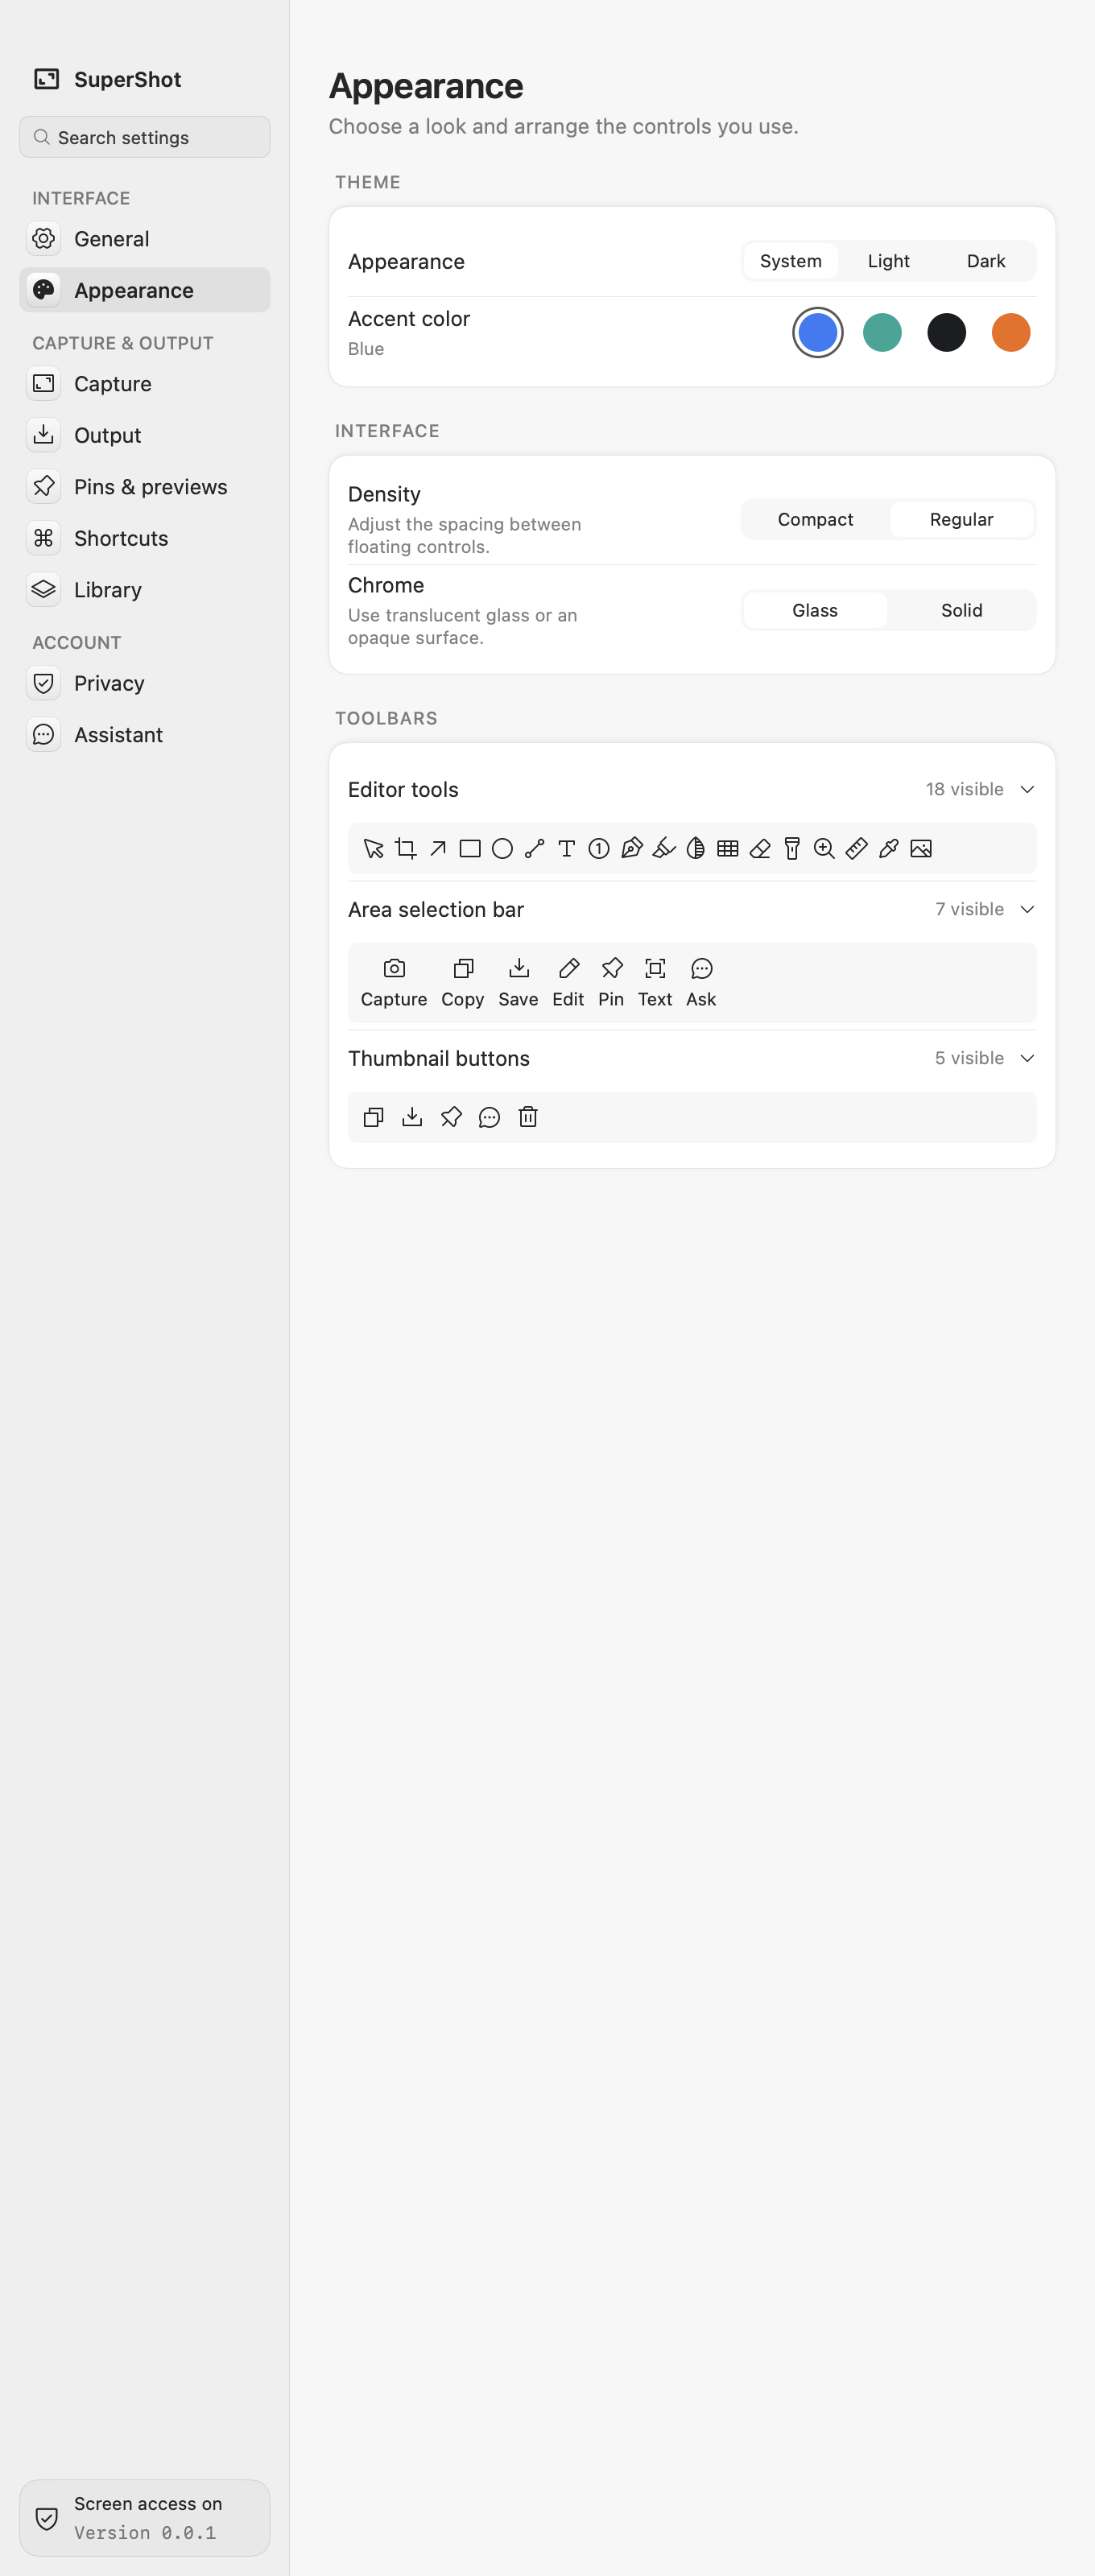 SuperShot
Search settings
INTERFACE
General
Appearance
CAPTURE & OUTPUT
Capture
Output
Pins & previews
Shortcuts
Library
ACCOUNT
Privacy
Assistant
Screen access on
Version 0.0.1
Appearance
Choose a look and arrange the controls you use.
THEME
Appearance
System Light Dark
Accent color
Blue
INTERFACE
Density
Adjust the spacing between
floating controls.
Compact Regular
Chrome
Use translucent glass or an
opaque surface.
Glass Solid
TOOLBARS
Editor tools
18 visible
T 1
Area selection bar
7 visible
Capture Copy Save Edit Pin Text Ask
Thumbnail buttons
5 visible